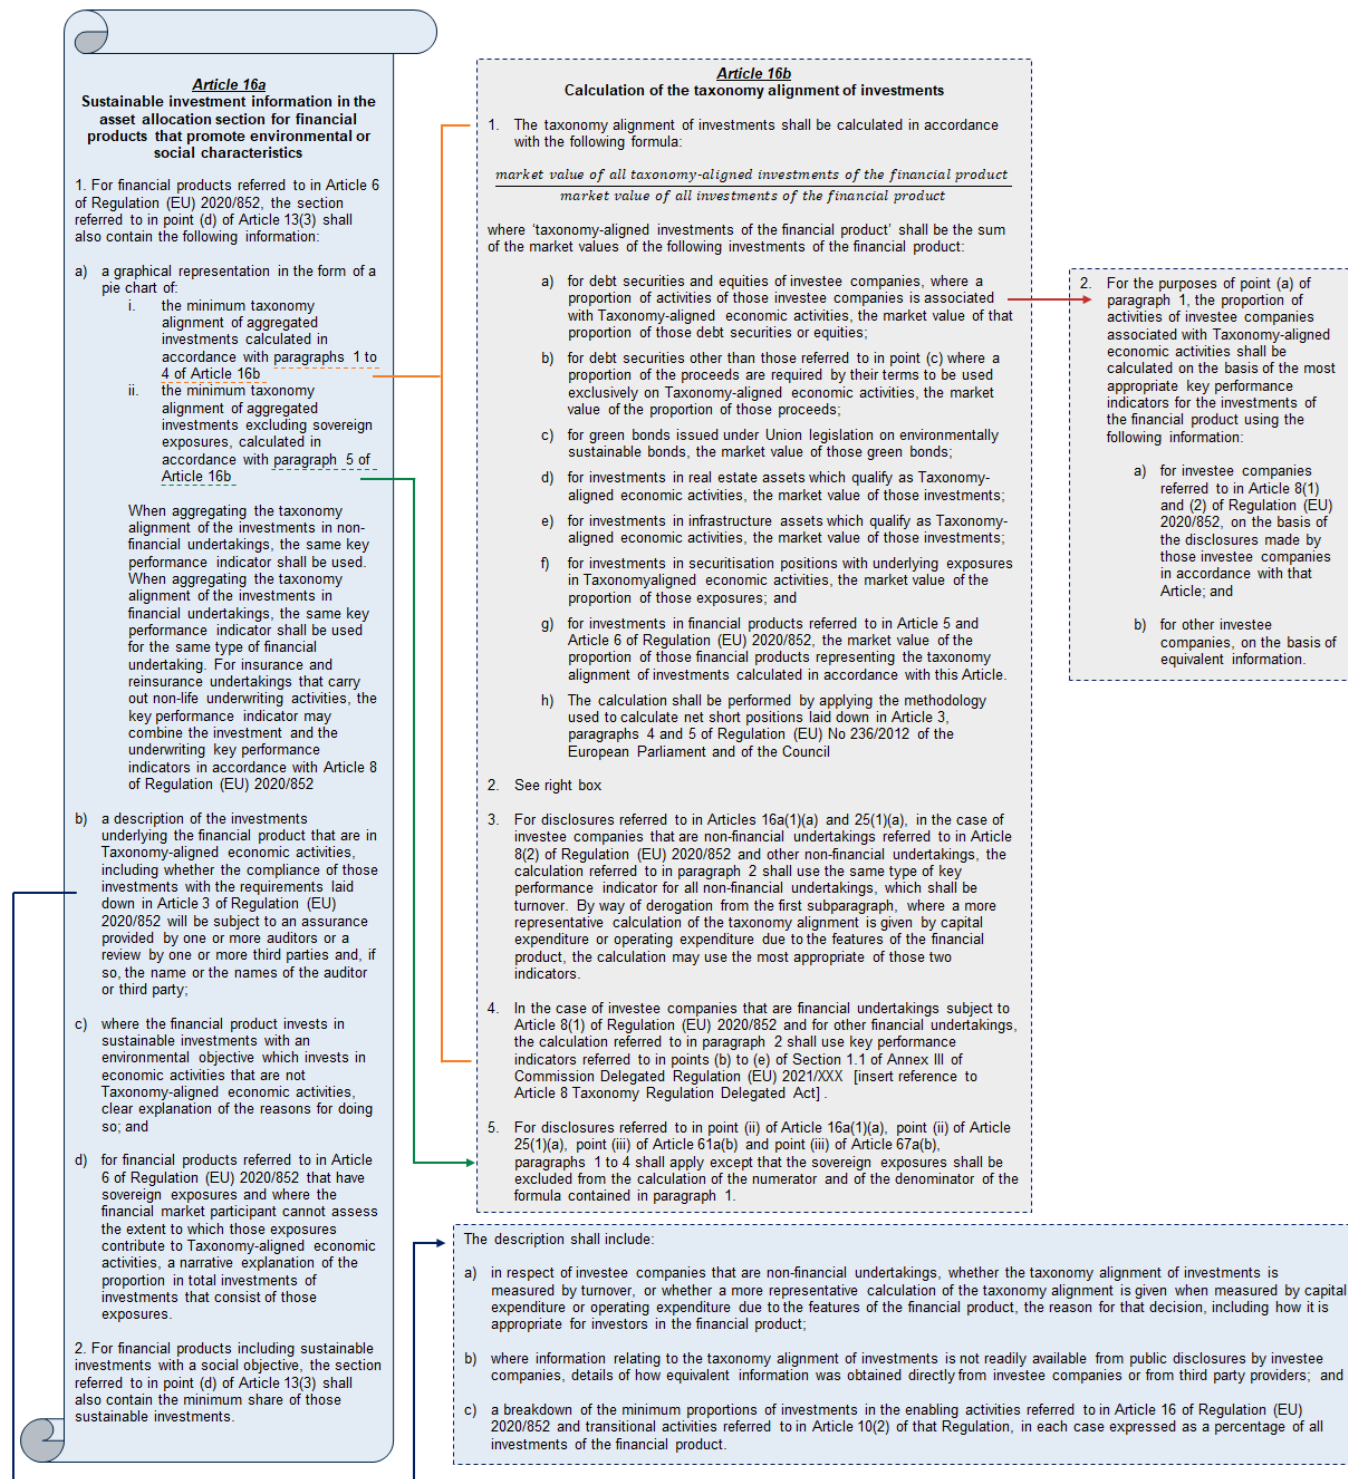 Article 16a
Sustainable investment information in the
asset allocation section for financial
products that promote environmental or
social characteristics
1. For financial products referred to in Article 6
of Regulation (EU) 2020/852, the section
referred to in point (d) of Article 13(3) shall
also contain the following information:
a) a graphical representation in the form of a
pie chart of:
i. the minimum taxonomy
alignment of aggregated
investments calculated in
accordance with paragraphs 1 to
4 of Article 16b
ii. the minimum taxonomy
alignment of aggregated
investments excluding sovereign
exposures, calculated in
accordance with paragraph 5 of
Article 16b
When aggregating the taxonomy
alignment of the investments in non-
financial undertakings, the same key
performance indicator shall be used.
When aggregating the taxonomy
alignment of the investments in
financial undertakings, the same key
performance indicator shall be used
for the same type of financial
undertaking. For insurance and
reinsurance undertakings that carry
out non-life underwriting activities, the
key performance indicator may
combine the investment and the
underwriting key performance
indicators in accordance with Article 8
of Regulation (EU) 2020/852
b) a description of the investments
underlying the financial product that are in
Taxonomy-aligned economic activities,
including whether the compliance of those
investments with the requirements laid
down in Article 3 of Regulation (EU)
2020/852 will be subject to an assurance
provided by one or more auditors or a
review by one or more third parties and, if
so, the name or the names of the auditor
or third party;
c) where the financial product invests in
sustainable investments with an
environmental objective which invests in
economic activities that are not
Taxonomy-aligned economic activities,
clear explanation of the reasons for doing
so; and
d) for financial products referred to in Article
6 of Regulation (EU) 2020/852 that have
sovereign exposures and where the
financial market participant cannot assess
the extent to which those exposures
contribute to Taxonomy-aligned economic
activities, a narrative explanation of the
proportion in total investments of
investments that consist of those
exposures.
2. For financial products including sustainable
investments with a social objective, the section
referred to in point (d) of Article 13(3) shall
also contain the minimum share of those
sustainable investments.
Article 16b
Calculation of the taxonomy alignment of investments
1. The taxonomy alignment of investments shall be calculated in accordance
with the following formula:
market value of all taxonomy-aligned investments of the financial product
market value of all investments of the financial product
where ‘taxonomy-aligned investments of the financial product’ shall be the sum
of the market values of the following investments of the financial product:
a) for debt securities and equities of investee companies, where a
proportion of activities of those investee companies is associated
with Taxonomy-aligned economic activities, the market value of that
proportion of those debt securities or equities;
b) for debt securities other than those referred to in point (c) where a
proportion of the proceeds are required by their terms to be used
exclusively on Taxonomy-aligned economic activities, the market
value of the proportion of those proceeds;
c) for green bonds issued under Union legislation on environmentally
sustainable bonds, the market value of those green bonds;
d) for investments in real estate assets which qualify as Taxonomy-
aligned economic activities, the market value of those investments;
e) for investments in infrastructure assets which qualify as Taxonomy-
aligned economic activities, the market value of those investments;
f) for investments in securitisation positions with underlying exposures
in Taxonomyaligned economic activities, the market value of the
proportion of those exposures; and
g) for investments in financial products referred to in Article 5 and
Article 6 of Regulation (EU) 2020/852, the market value of the
proportion of those financial products representing the taxonomy
alignment of investments calculated in accordance with this Article.
h) The calculation shall be performed by applying the methodology
used to calculate net short positions laid down in Article 3,
paragraphs 4 and 5 of Regulation (EU) No 236/2012 of the
European Parliament and of the Council
2. See right box
3. For disclosures referred to in Articles 16a(1)(a) and 25(1)(a), in the case of
investee companies that are non-financial undertakings referred to in Article
8(2) of Regulation (EU) 2020/852 and other non-financial undertakings, the
calculation referred to in paragraph 2 shall use the same type of key
performance indicator for all non-financial undertakings, which shall be
turnover. By way of derogation from the first subparagraph, where a more
representative calculation of the taxonomy alignment is given by capital
expenditure or operating expenditure due to the features of the financial
product, the calculation may use the most appropriate of those two
indicators.
4. In the case of investee companies that are financial undertakings subject to
Article 8(1) of Regulation (EU) 2020/852 and for other financial undertakings,
the calculation referred to in paragraph 2 shall use key performance
indicators referred to in points (b) to (e) of Section 1.1 of Annex III of
Commission Delegated Regulation (EU) 2021/XXX [insert reference to
Article 8 Taxonomy Regulation Delegated Act] .
5. For disclosures referred to in point (ii) of Article 16a(1)(a), point (ii) of Article
25(1)(a), point (iii) of Article 61a(b) and point (iii) of Article 67a(b),
paragraphs 1 to 4 shall apply except that the sovereign exposures shall be
excluded from the calculation of the numerator and of the denominator of the
formula contained in paragraph 1.
2. For the purposes of point (a) of
paragraph 1, the proportion of
activities of investee companies
associated with Taxonomy-aligned
economic activities shall be
calculated on the basis of the most
appropriate key performance
indicators for the investments of
the financial product using the
following information:
a) for investee companies
referred to in Article 8(1)
and (2) of Regulation (EU)
2020/852, on the basis of
the disclosures made by
those investee companies
in accordance with that
Article; and
b) for other investee
companies, on the basis of
equivalent information.
The description shall include:
a) in respect of investee companies that are non-financial undertakings, whether the taxonomy alignment of investments is
measured by turnover, or whether a more representative calculation of the taxonomy alignment is given when measured by capital
expenditure or operating expenditure due to the features of the financial product, the reason for that decision, including how it is
appropriate for investors in the financial product;
b) where information relating to the taxonomy alignment of investments is not readily available from public disclosures by investee
companies, details of how equivalent information was obtained directly from investee companies or from third party providers; and
c) a breakdown of the minimum proportions of investments in the enabling activities referred to in Article 16 of Regulation (EU)
2020/852 and transitional activities referred to in Article 10(2) of that Regulation, in each case expressed as a percentage of all
investments of the financial product.